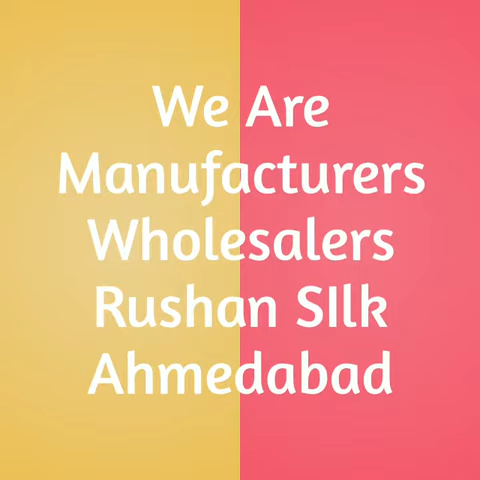 We Are
Manufacturers
Wholesalers
Rushan SIlk
Ahmedabad